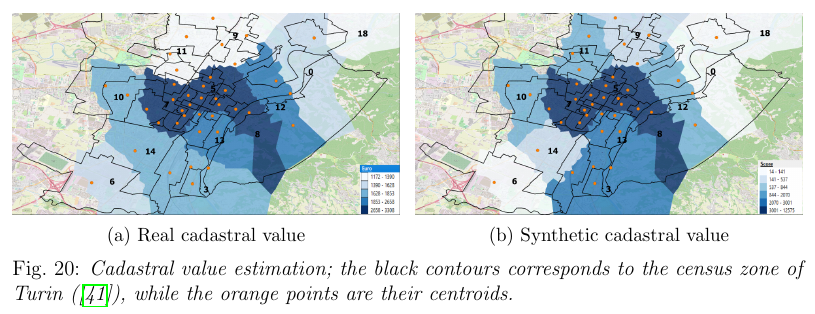 18
9
11
0
5
10
7
12
8
13
14
6
3
Euro
1172 - 1390
1390 - 1628
1628 - 1853
1853 - 2658
2658 - 3398
18
9
11
0
5
10
7
12
8
13
14
6
3
Score
14 - 141
141 - 537
537 - 844
844 - 2070
2070 - 3001
3001 - 12575
(a) Real cadastral value
(b) Synthetic cadastral value
Fig. 20: Cadastral value estimation; the black contours corresponds to the census zone of
Turin ([41]), while the orange points are their centroids.